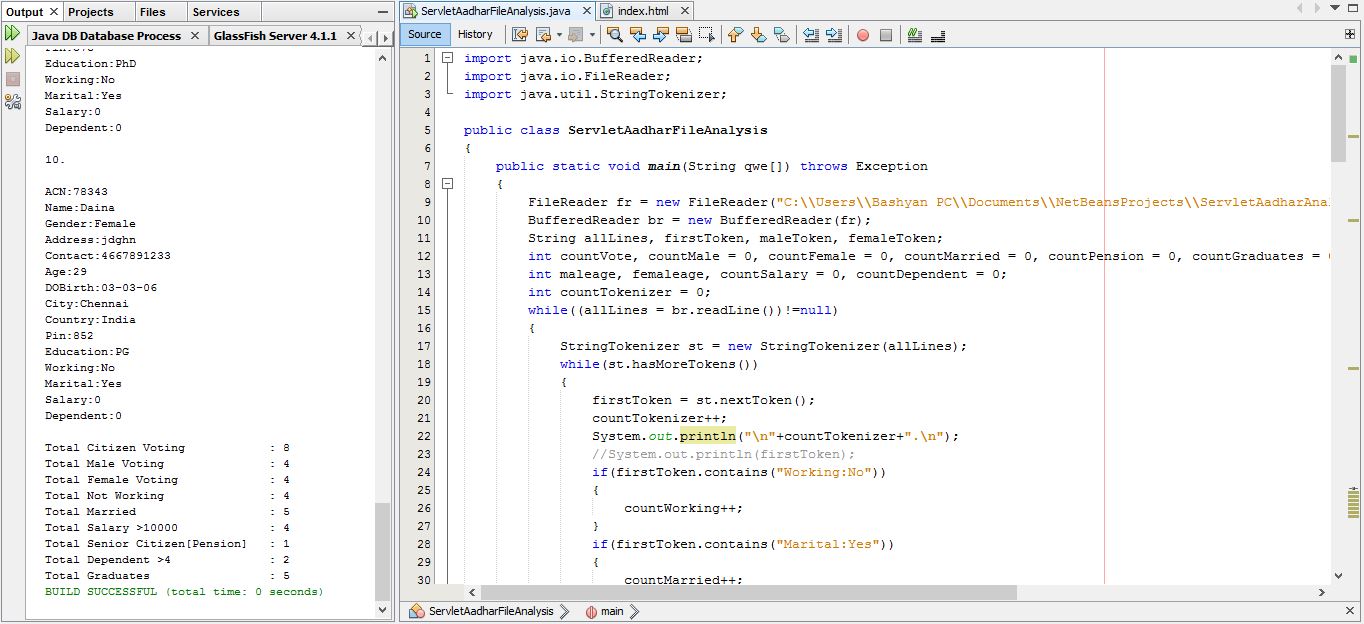 Output Projects Files Services
Java DB Database Process GlassFish Server 4.1.1
Education:PhD
Working:No
Marital:Yes
Salary:0
Dependent:0
10.
ACN:78343
Name:Daina
Gender:Female
Address:jdghn
Contact:4667891233
Age:29
DOBirth:03-03-06
City:Chennai
Country:India
Pin:852
Education:PG
Working:No
Marital:Yes
Salary:0
Dependent:0
Total Citizen Voting : 8
Total Male Voting : 4
Total Female Voting : 4
Total Not Working : 4
Total Married : 5
Total Salary >10000 : 4
Total Senior Citizen[Pension] : 1
Total Dependent >4 : 2
Total Graduates : 5
BUILD SUCCESSFUL (total time: 0 seconds)
ServletAadharFileAnalysis.java index.html
Source History
1 import java.io.BufferedReader;
2 import java.io.FileReader;
3 import java.util.StringTokenizer;
4
5 public class ServletAadharFileAnalysis
6 {
7 public static void main(String qwe[]) throws Exception
8 {
9 FileReader fr = new FileReader("C:\\Users\\Bashyan PC\\Documents\\NetBeansProjects\\ServletAadharAna
10 BufferedReader br = new BufferedReader(fr);
11 String allLines, firstToken, maleToken, femaleToken;
12 int countVote, countMale = 0, countFemale = 0, countMarried = 0, countPension = 0, countGraduates =
13 int maleage, femaleage, countSalary = 0, countDependent = 0;
14 int countTokenizer = 0;
15 while((allLines = br.readLine())!=null)
16 {
17 StringTokenizer st = new StringTokenizer(allLines);
18 while(st.hasMoreTokens())
19 {
20 firstToken = st.nextToken();
21 countTokenizer++;
22 System.out.println("\n"+countTokenizer+".\n");
23 //System.out.println(firstToken);
24 if(firstToken.contains("Working:No"))
25 {
26 countWorking++;
27 }
28 if(firstToken.contains("Marital:Yes"))
29 {
30 countMarried++;
ServletAadharFileAnalysis main